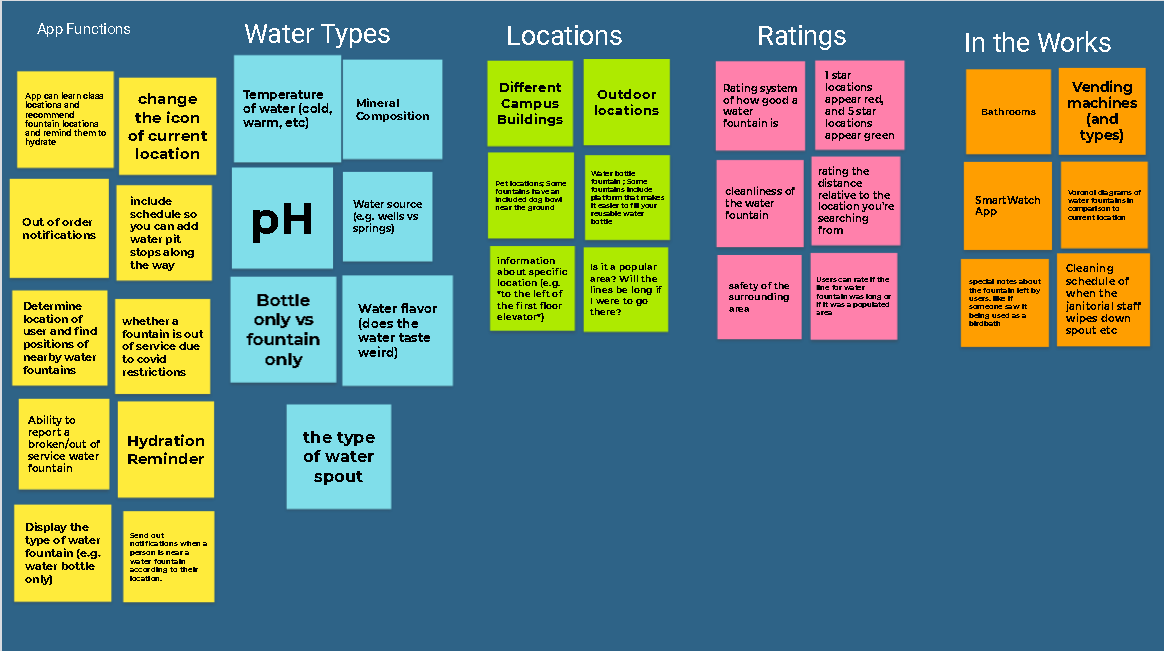 App Functions
App can learn class
locations and
recommend
fountain locations
and remind them to
hydrate
change
the icon
of current
location
Out of order
notifications
include
schedule so
you can add
water pit
stops along
the way
Determine
location of
user and find
positions of
nearby water
fountains
whether a
fountain is out
of service due
to covid
restrictions
Ability to
report a
broken/out of
service water
fountain
Hydration
Reminder
Display the
type of water
fountain (e.g.
water bottle
only)
Send out
notifications when a
person is near a
water fountain
according to their
location.
Water Types
Temperature
of water (cold,
warm, etc)
Mineral
Composition
pH
Water source
(e.g. wells vs
springs)
Bottle
only vs
fountain
only
Water flavor
(does the
water taste
weird)
the type
of water
spout
Locations
Different
Campus
Buildings
Outdoor
locations
Pet locations; Some
fountains have an
included dog bowl
near the ground
Water bottle
fountain ; Some
fountains include
platform that makes
it easier to fill your
reusable water
bottle
information
about specific
location (e.g.
"to the left of
the first floor
elevator")
Is it a popular
area? Will the
lines be long if
I were to go
there?
Ratings
Rating system
of how good a
water
fountain is
1 star
locations
appear red,
and 5 star
locations
appear green
cleanliness of
the water
fountain
rating the
distance
relative to the
location you're
searching
from
safety of the
surrounding
area
Users can rate if the
line for water
fountain was long or
if it was a populated
area
In the Works
Bathrooms
Vending
machines
(and
types)
Smart Watch
App
Voronoi diagrams of
water fountains in
comparison to
current location
special notes about
the fountain left by
users, like if
someone saw it
being used as a
birdbath
Cleaning
schedule of
when the
janitorial staff
wipes down
spout etc